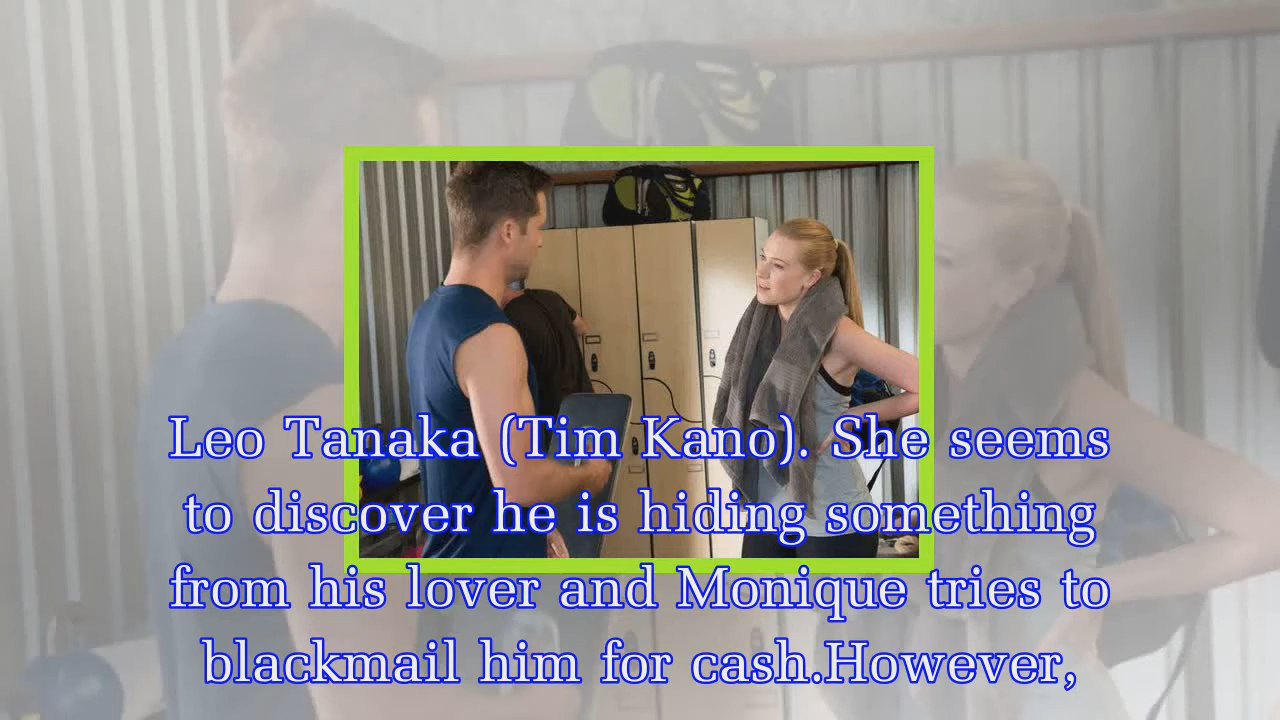 Leo Tanaka (Tim Kano). She seems
to discover he is hiding something
from his lover and Monique tries to
blackmail him for cash.However,